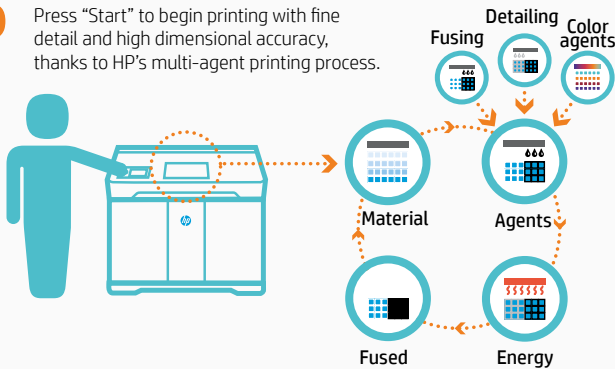 Press “Start” to begin printing with fine
detail and high dimensional accuracy,
thanks to HP’s multi-agent printing process.
Fusing
Detailing
Color
agents
Material
Agents
Fused
Energy
hp